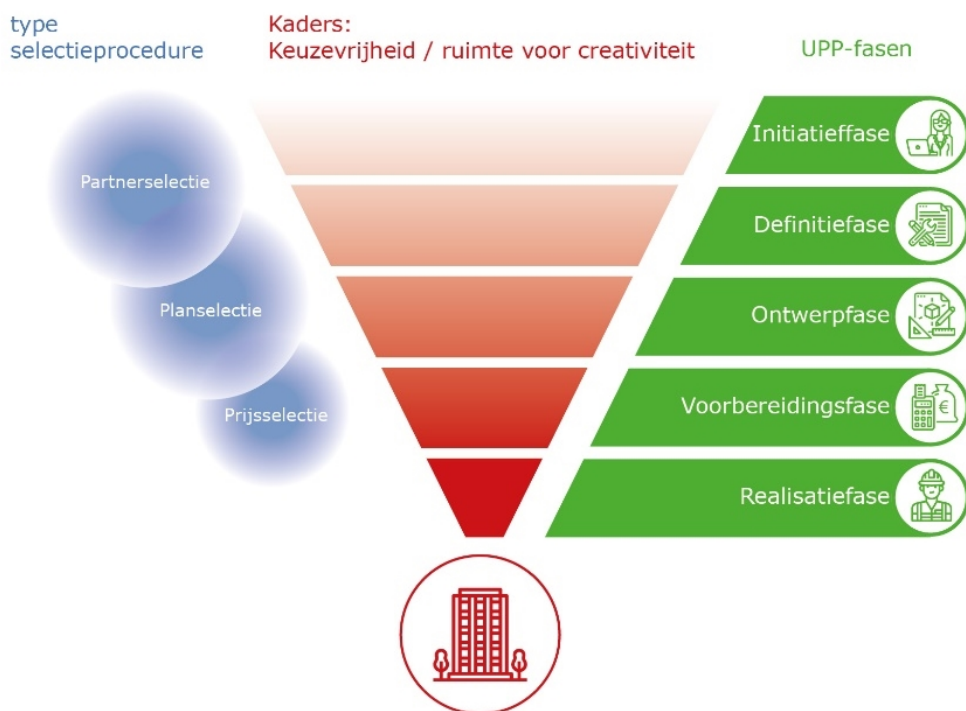 type
selectieprocedure
Kaders:
Keuzevrijheid / ruimte voor creativiteit
UPP-fasen
Partnerselectie
Planselectie
Prijsselectie
Initiatieffase
Definitiefase
Ontwerpfase
Voorbereidingsfase
€
Realisatiefase